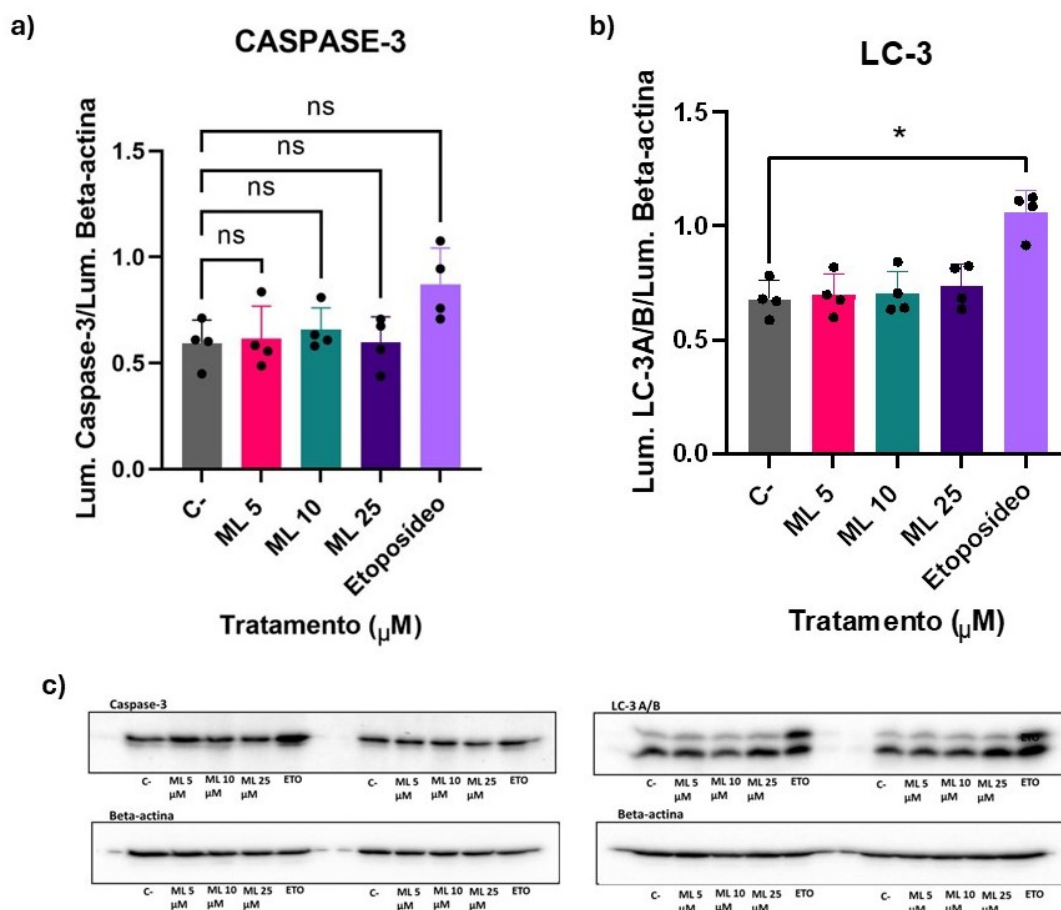 a)
CASPASE-3
Lum. Caspase-3/Lum. Beta-actina
ns
ns
ns
ns
1.5
1.0
0.5
0.0
C-
ML 5
ML 10
ML 25
Etoposídeo
Tratamento (µM)
b)
LC-3
Lum. LC-3A/B/Lum. Beta-actina
*
1.5
1.0
0.5
0.0
C-
ML 5
ML 10
ML 25
Etoposídeo
Tratamento (µM)
c)
Caspase-3
C- ML 5 µM ML 10 µM ML 25 µM ETO C- ML 5 µM ML 10 µM ML 25 µM ETO
Beta-actina
C- ML 5 µM ML 10 µM ML 25 µM ETO C- ML 5 µM ML 10 µM ML 25 µM ETO
LC-3 A/B
ETO
C- ML 5 µM ML 10 µM ML 25 µM ETO C- ML 5 µM ML 10 µM ML 25 µM
Beta-actina
C- ML 5 µM ML 10 µM ML 25 µM ETO C- ML 5 µM ML 10 µM ML 25 µM ETO